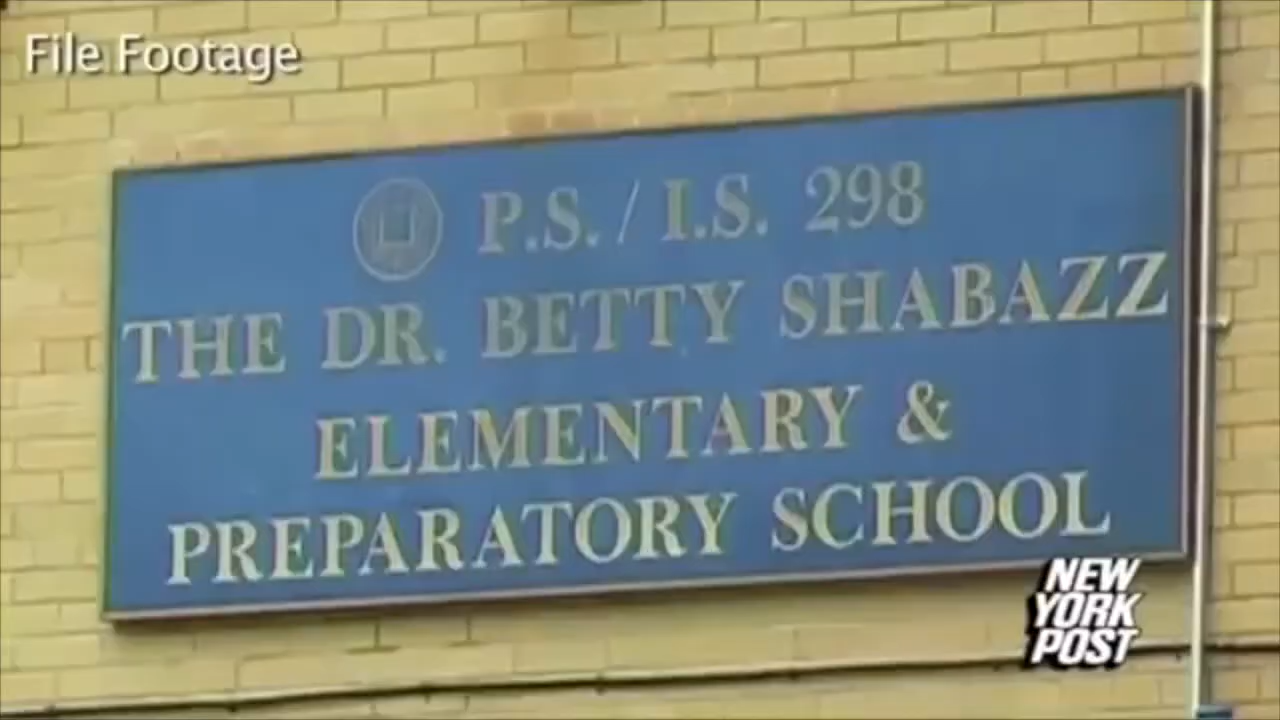 File Footage
P.S. / I.S. 298
THE DR. BETTY SHABAZZ
ELEMENTARY &
PREPARATORY SCHOOL
NEW
YORK
POST